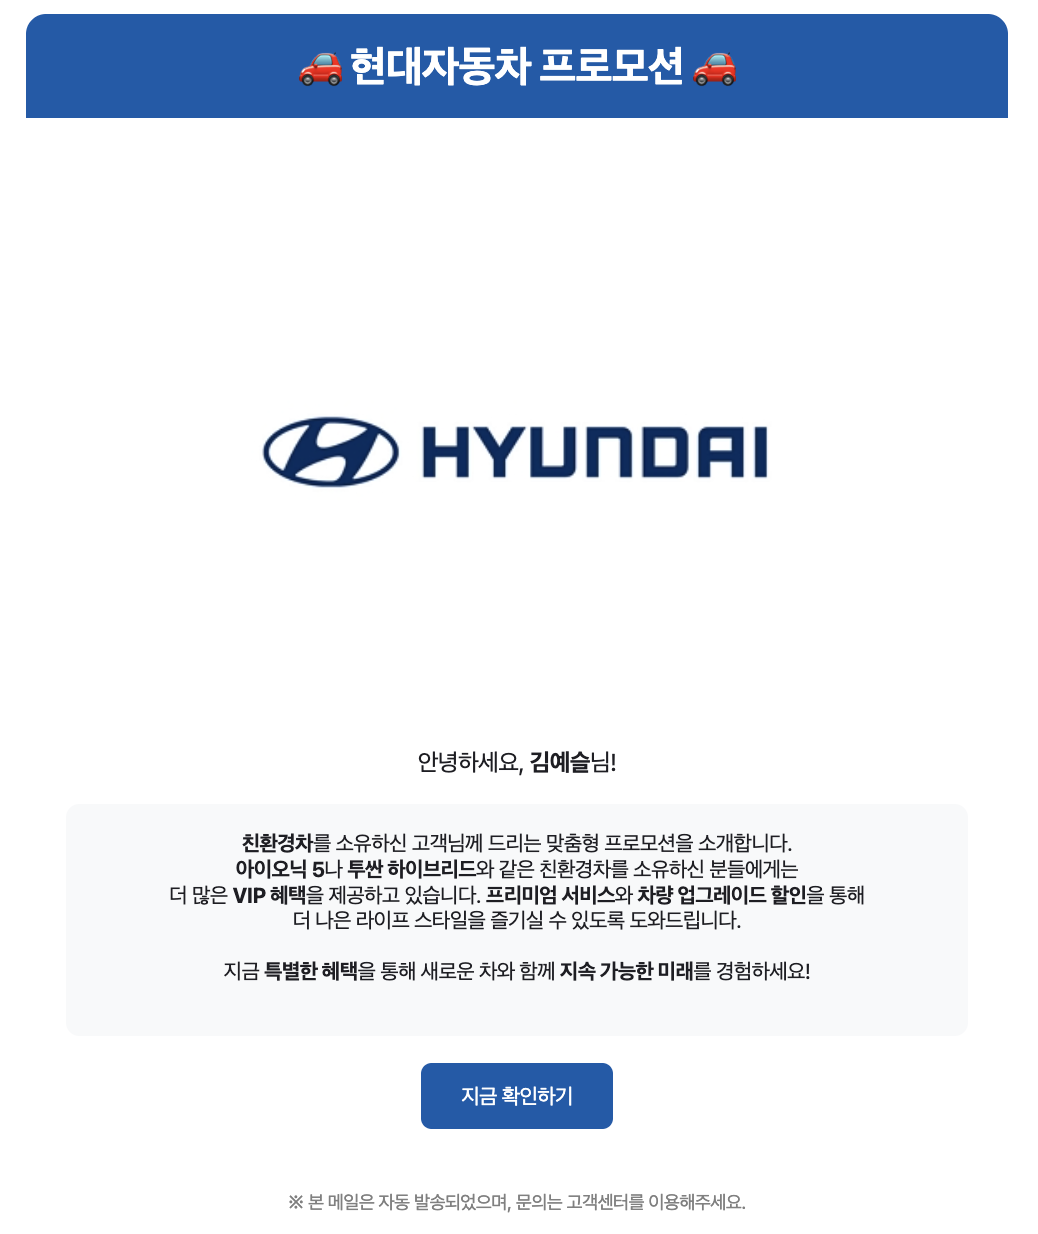 🚗 현대자동차 프로모션 🚗
HYUNDAI
안녕하세요, 김예슬님!
친환경차를 소유하신 고객님께 드리는 맞춤형 프로모션을 소개합니다.
아이오닉 5나 투싼 하이브리드와 같은 친환경차를 소유하신 분들에게는
더 많은 VIP 혜택을 제공하고 있습니다. 프리미엄 서비스와 차량 업그레이드 할인을 통해
더 나은 라이프 스타일을 즐기실 수 있도록 도와드립니다.
지금 특별한 혜택을 통해 새로운 차와 함께 지속 가능한 미래를 경험하세요!
지금 확인하기
※ 본 메일은 자동 발송되었으며, 문의는 고객센터를 이용해주세요.